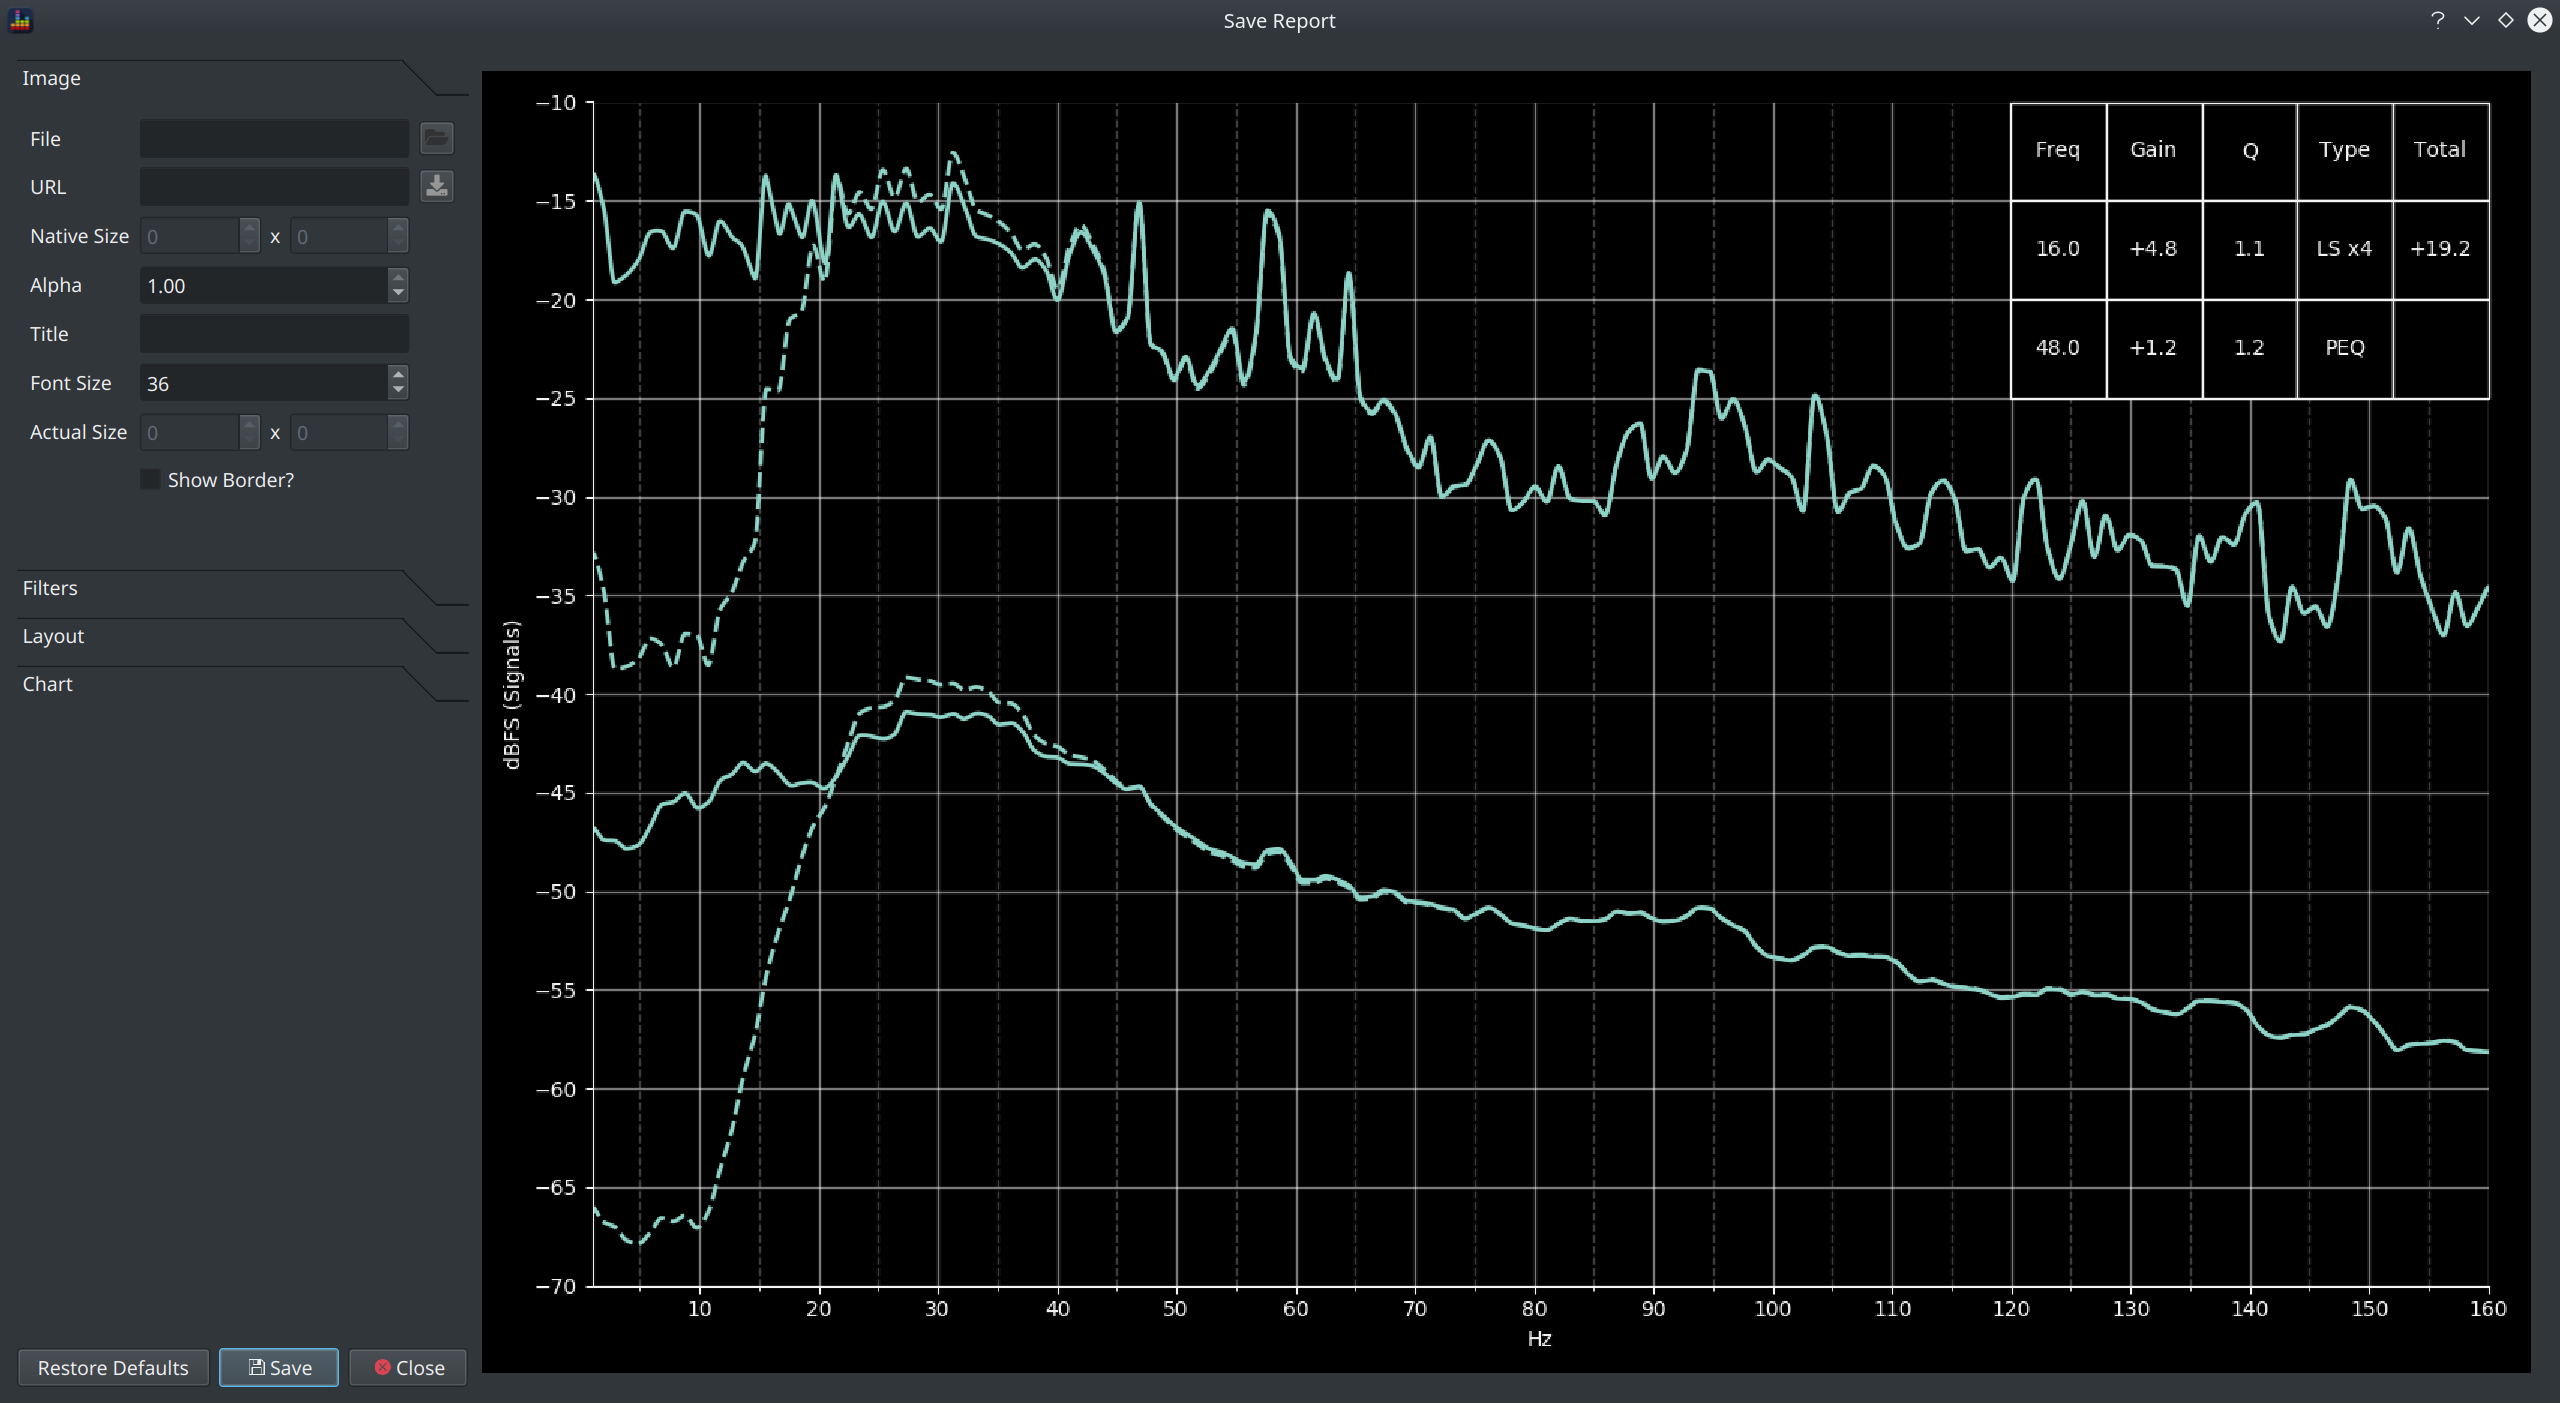 Save Report
Image
File
URL
Native Size 0 x 0
Alpha 1.00
Title
Font Size 36
Actual Size 0 x 0
Show Border?
Filters
Layout
Chart
Restore Defaults Save Close
dBFS (Signals)
−10
−15
−20
−25
−30
−35
−40
−45
−50
−55
−60
−65
−70
10 20 30 40 50 60 70 80 90 100 110 120 130 140 150 160
Hz
Freq Gain Q Type Total
16.0 +4.8 1.1 LS x4 +19.2
48.0 +1.2 1.2 PEQ